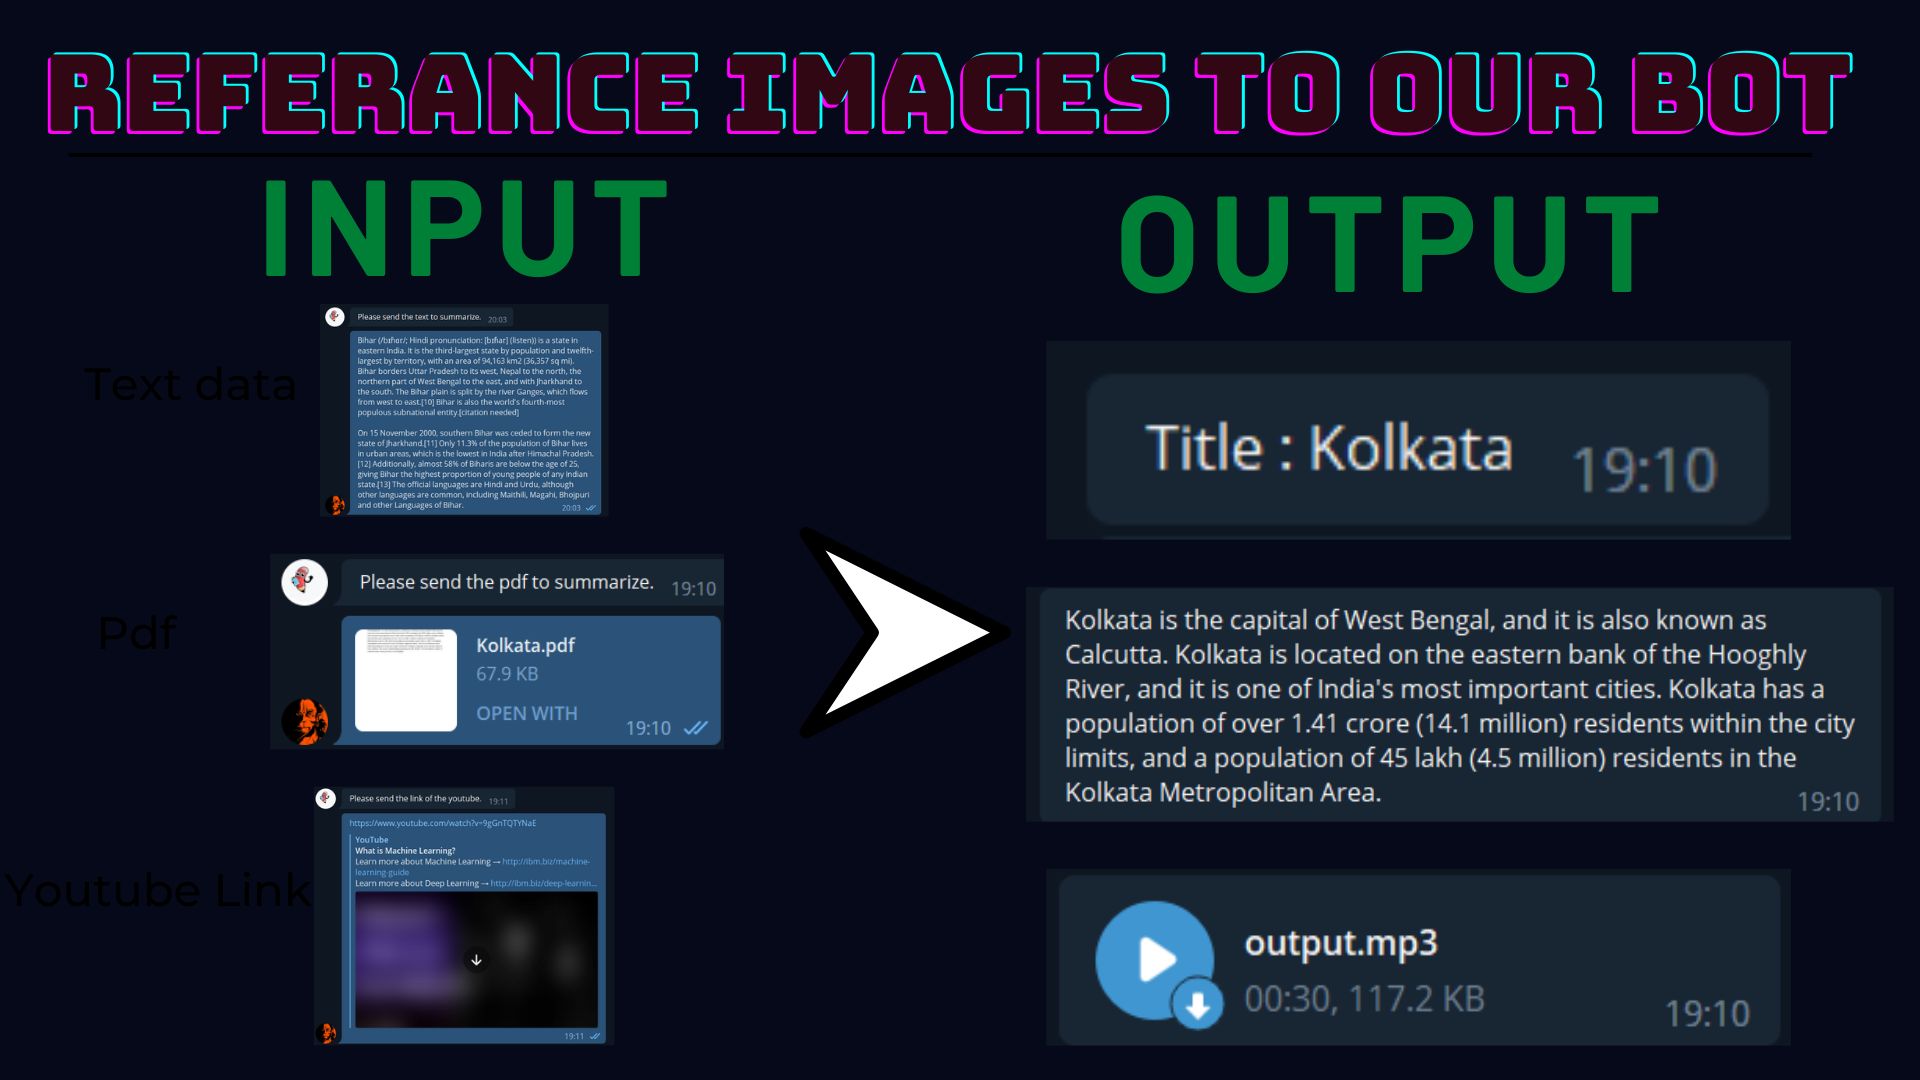 REFERANCE IMAGES TO OUR BOT
INPUT
Text data
Please send the text to summarize. 20:03
Bihar (/bɪˈhɑːr/; Hindi pronunciation: [bɪˈɦaːr] (listen)) is a state in
eastern India. It is the third-largest state by population and twelfth-
largest by territory, with an area of 94,163 km2 (36,357 sq mi).
Bihar borders Uttar Pradesh to its west, Nepal to the north, the
northern part of West Bengal to the east, and with Jharkhand to
the south. The Bihar plain is split by the river Ganges, which flows
from west to east.[10] Bihar is also the world's fourth-most
populous subnational entity.[citation needed]
On 15 November 2000, southern Bihar was ceded to form the new
state of Jharkhand.[11] Only 11.3% of the population of Bihar lives
in urban areas, which is the lowest in India after Himachal Pradesh.
[12] Additionally, almost 58% of Biharis are below the age of 25,
giving Bihar the highest proportion of young people of any Indian
state.[13] The official languages are Hindi and Urdu, although
other languages are common, including Maithili, Magahi, Bhojpuri
and other Languages of Bihar.
20:03
Pdf
Please send the pdf to summarize. 19:10
Kolkata.pdf
67.9 KB
OPEN WITH
19:10
Youtube Link
Please send the link of the youtube. 19:11
https://www.youtube.com/watch?v=9gGnTQTYNaE
YouTube
What is Machine Learning?
Learn more about Machine Learning → http://ibm.biz/machine-
learning-guide
Learn more about Deep Learning → http://ibm.biz/deep-learnin...
19:11
OUTPUT
Title : Kolkata 19:10
Kolkata is the capital of West Bengal, and it is also known as
Calcutta. Kolkata is located on the eastern bank of the Hooghly
River, and it is one of India's most important cities. Kolkata has a
population of over 1.41 crore (14.1 million) residents within the city
limits, and a population of 45 lakh (4.5 million) residents in the
Kolkata Metropolitan Area.
19:10
output.mp3
00:30, 117.2 KB
19:10